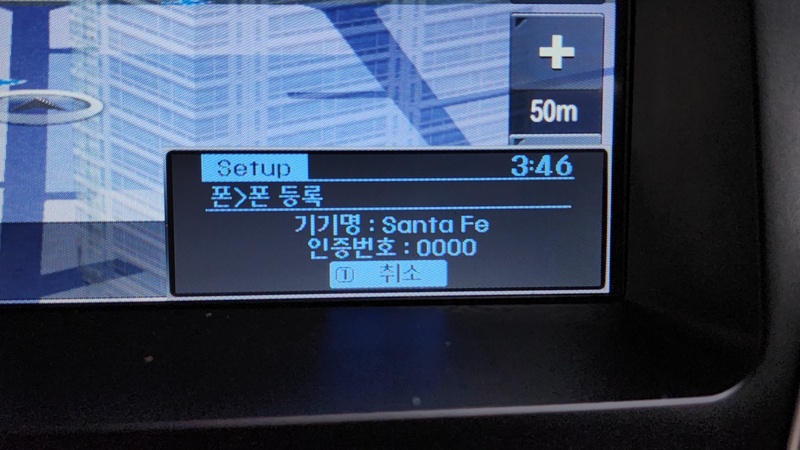 +
50m
Setup 3:46
폰>폰 등록
기기명 : Santa Fe
인증번호 : 0000
① 취소